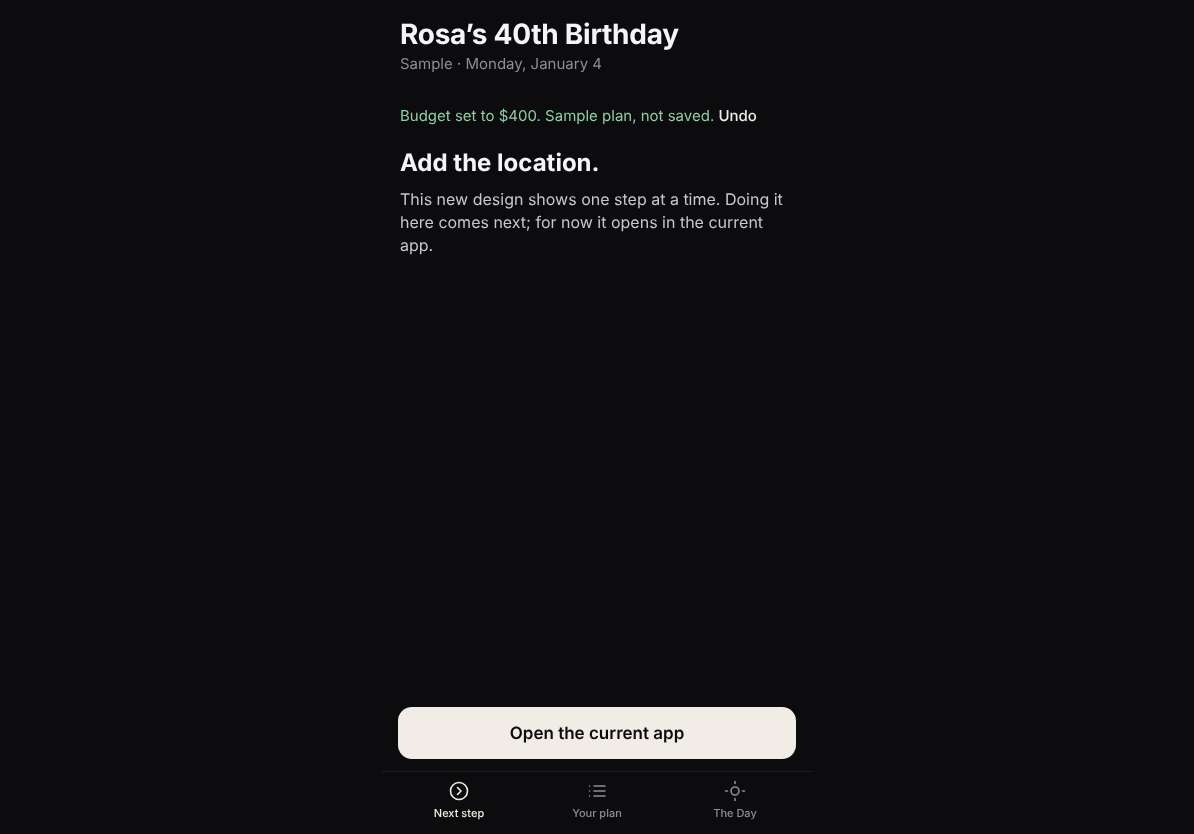 Rosa’s 40th Birthday
Sample · Monday, January 4
Budget set to $400. Sample plan, not saved. Undo
Add the location.
This new design shows one step at a time. Doing it
here comes next; for now it opens in the current
app.
Open the current app
Next step
Your plan
The Day